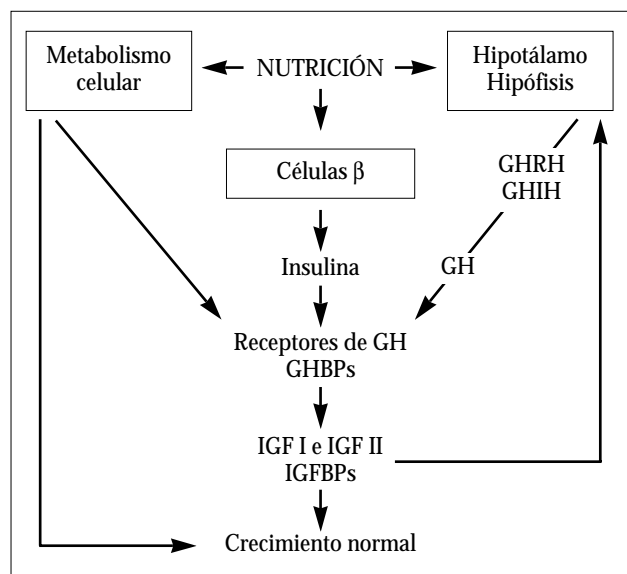 Metabolismo
celular
NUTRICIÓN
Hipotálamo
Hipófisis
Células β
GHRH
GHIH
Insulina
GH
Receptores de GH
GHBPs
IGF I e IGF II
IGFBPs
Crecimiento normal